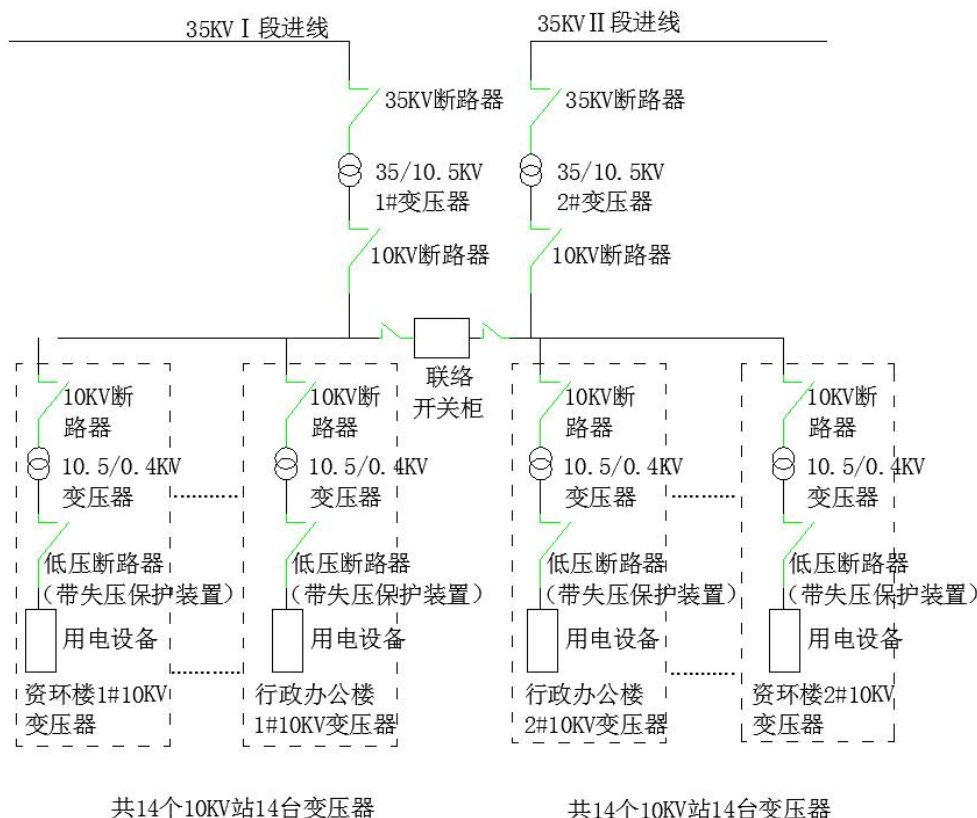 35KVⅠ段进线
35KVⅡ段进线
35KV断路器
35KV断路器
35/10.5KV
1#变压器
35/10.5KV
2#变压器
10KV断路器
10KV断路器
联络
开关柜
10KV断
路器
10KV断
路器
10KV断
路器
10KV断
路器
10.5/0.4KV
变压器
10.5/0.4KV
变压器
10.5/0.4KV
变压器
10.5/0.4KV
变压器
低压断路器
（带失压保护装置）
低压断路器
（带失压保护装置）
低压断路器
（带失压保护装置）
低压断路器
（带失压保护装置）
用电设备
用电设备
用电设备
用电设备
资环楼1#10KV
变压器
行政办公楼
1#10KV变压器
行政办公楼
2#10KV变压器
资环楼2#10KV
变压器
共14个10KV站14台变压器
共14个10KV站14台变压器